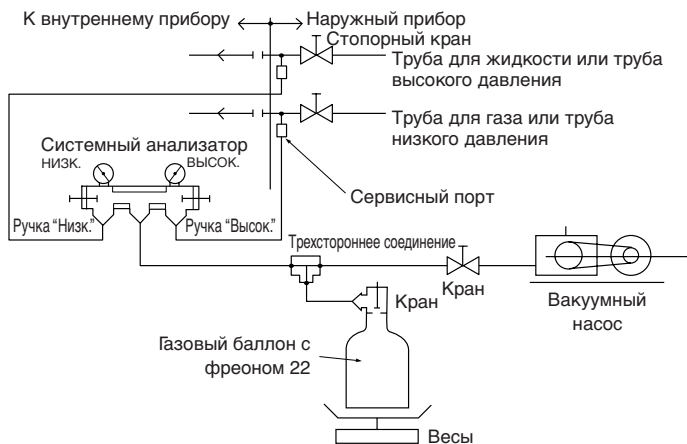 К внутреннему прибору
Наружный прибор
Стопорный кран
Труба для жидкости или труба
высокого давления
Труба для газа или труба
низкого давления
Системный анализатор
НИЗК.
ВЫСОК.
Сервисный порт
Ручка “Низк.”
Ручка “Высок.”
Трехстороннее соединение
Кран
Кран
Вакуумный
насос
Газовый баллон с
фреоном 22
Весы